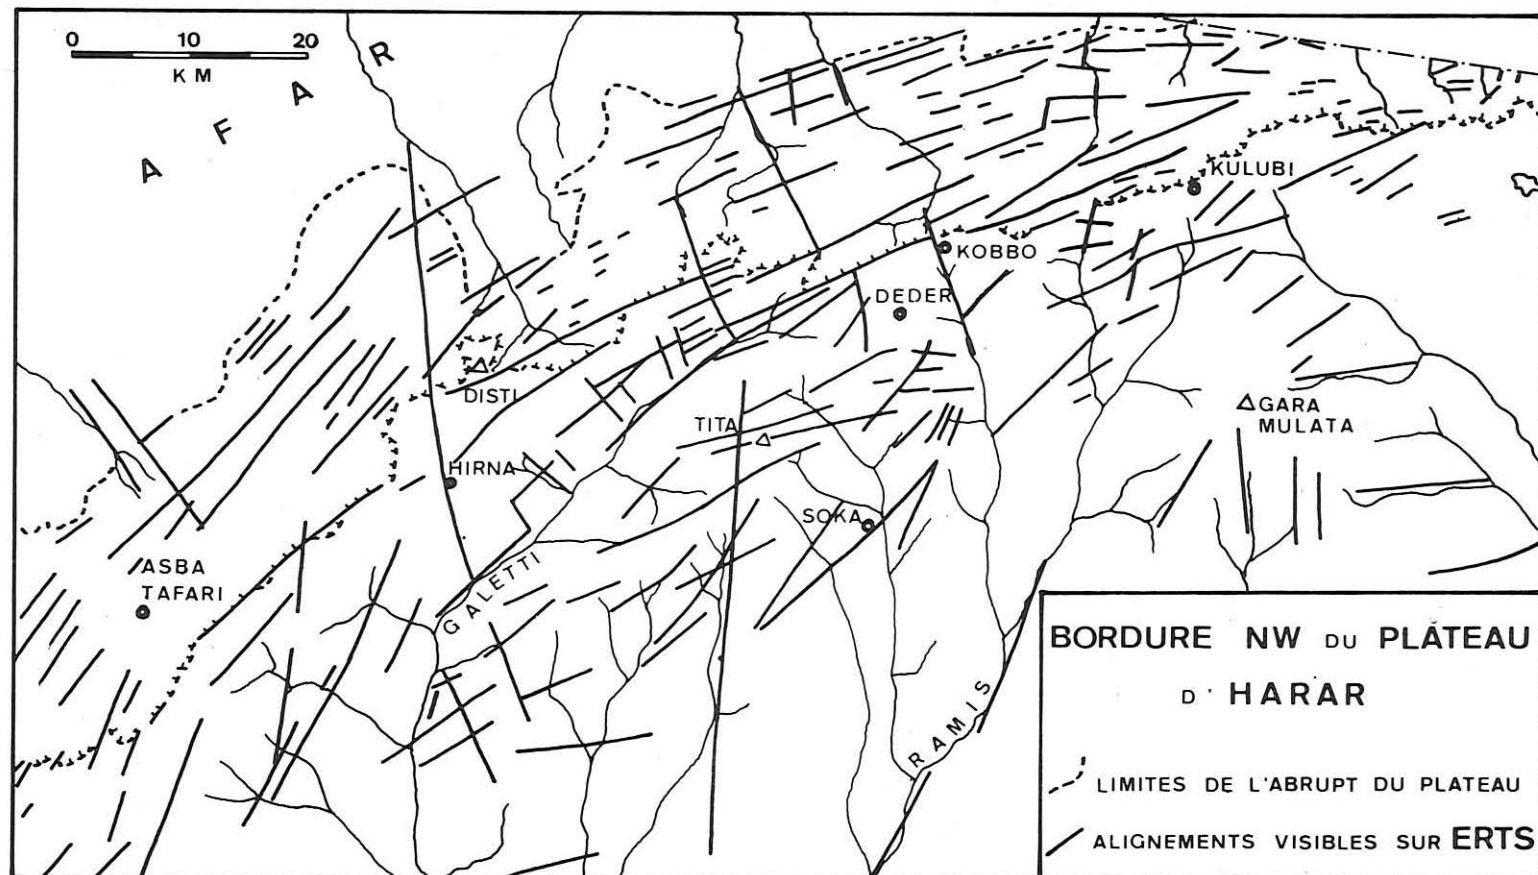 0 10 20
KM
AFAR
KULUBI
KOBBO
DEDER
DISTI
GARA
MULATA
TITA
HIRNA
SOKA
ASBA
TAFARI
GALETTI
RAMIS
BORDURE NW DU PLATEAU
D' HARAR
LIMITES DE L'ABRUPT DU PLATEAU
ALIGNEMENTS VISIBLES SUR ERTS